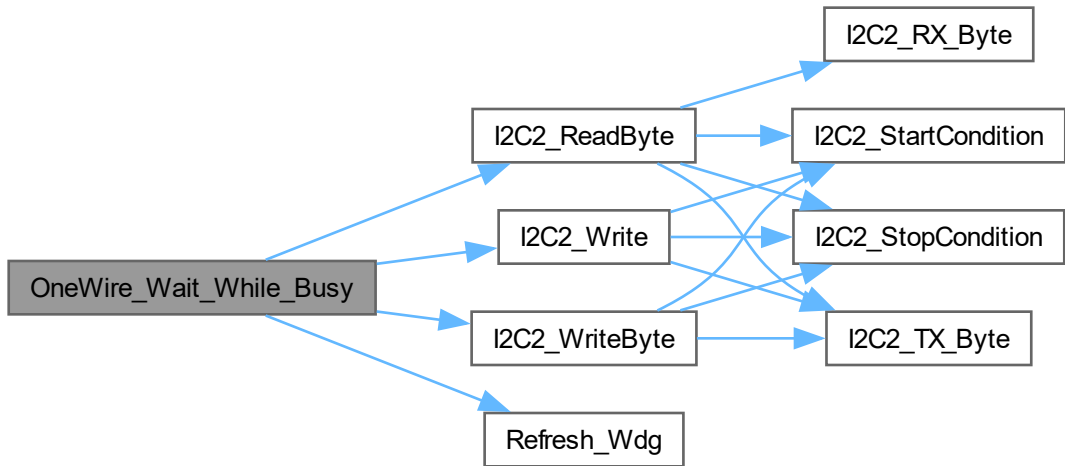 OneWire_Wait_While_Busy
I2C2_ReadByte
I2C2_Write
I2C2_WriteByte
Refresh_Wdg
I2C2_RX_Byte
I2C2_StartCondition
I2C2_StopCondition
I2C2_TX_Byte